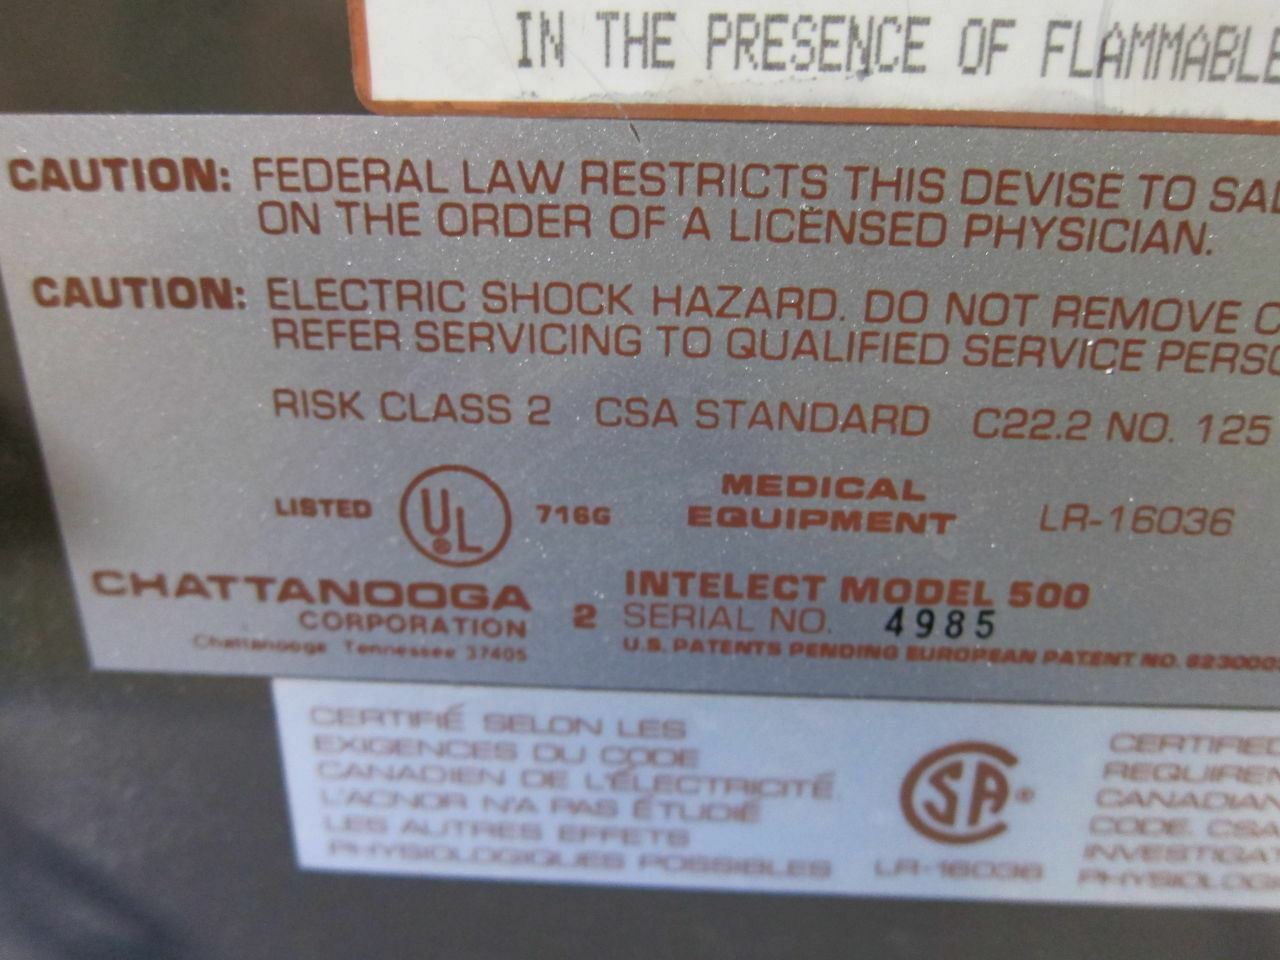 IN THE PRESENCE OF FLAMMABLE
CAUTION: FEDERAL LAW RESTRICTS THIS DEVISE TO
ON THE ORDER OF A LICENSED PHYSICIAN.
CAUTION: ELECTRIC SHOCK HAZARD. DO NOT REMOVE
REFER SERVICING TO QUALIFIED SERVICE
RISK CLASS 2 CSA STANDARD C22.2 NO. 125
LISTED UL ® 716G MEDICAL EQUIPMENT LR-16036
CHATTANOOGA
CORPORATION
Chattanooga Tennessee 37405
2
INTELECT MODEL 500
SERIAL NO. 4985
U.S. PATENTS PENDING EUROPEAN PATENT NO.
CERTIFIÉ SELON LES
EXIGENCES DU CODE
CANADIEN DE L'ÉLECTRICITÉ.
L'ACNOR N'A PAS ÉTUDIÉ
LES AUTRES EFFETS
PHYSIOLOGIQUES POSSIBLES
CSA ®
LR-16036
CERTIFIED
CANADIAN
CODE. CSA